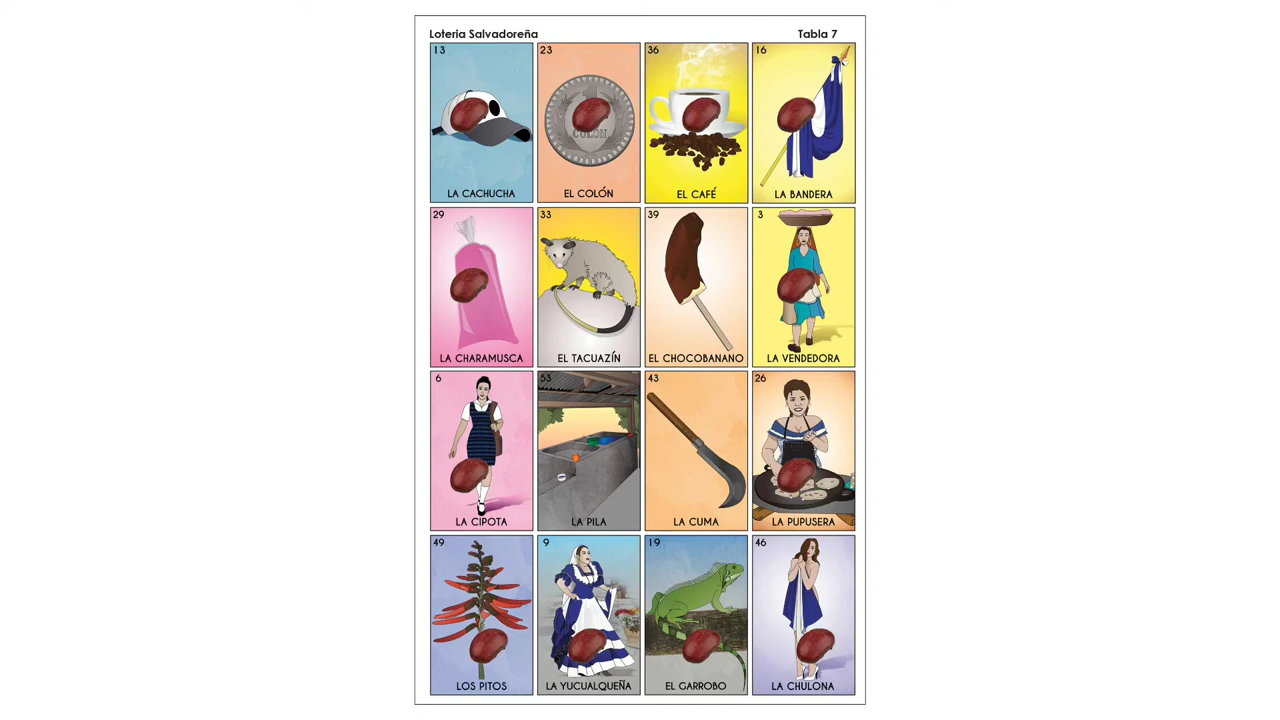 Loteria Salvadoreña
Tabla 7
13
LA CACHUCHA
23
COLON
EL COLÓN
36
EL CAFÉ
16
LA BANDERA
29
LA CHARAMUSCA
33
EL TACUAZÍN
39
EL CHOCOBANANO
3
LA VENDEDORA
6
LA CIPOTA
53
LA PILA
43
LA CUMA
26
LA PUPUSERA
49
LOS PITOS
9
LA YUCUALQUEÑA
19
EL GARROBO
46
LA CHULONA